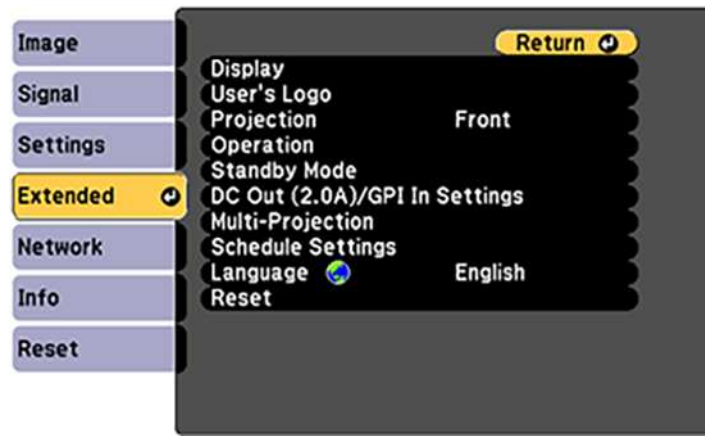 Image
Signal
Settings
Extended
Network
Info
Reset
Return
Display
User's Logo
Projection Front
Operation
Standby Mode
DC Out (2.0A)/GPI In Settings
Multi-Projection
Schedule Settings
Language English
Reset